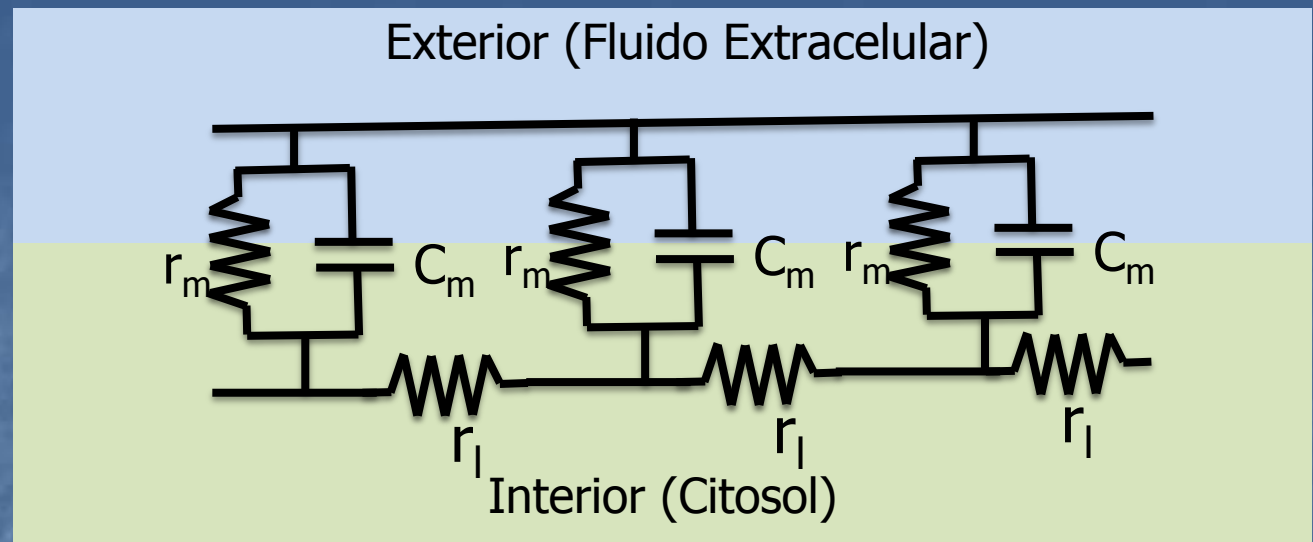 Exterior (Fluido Extracelular)
rm Cm rm Cm rm Cm
rl rl rl
Interior (Citosol)